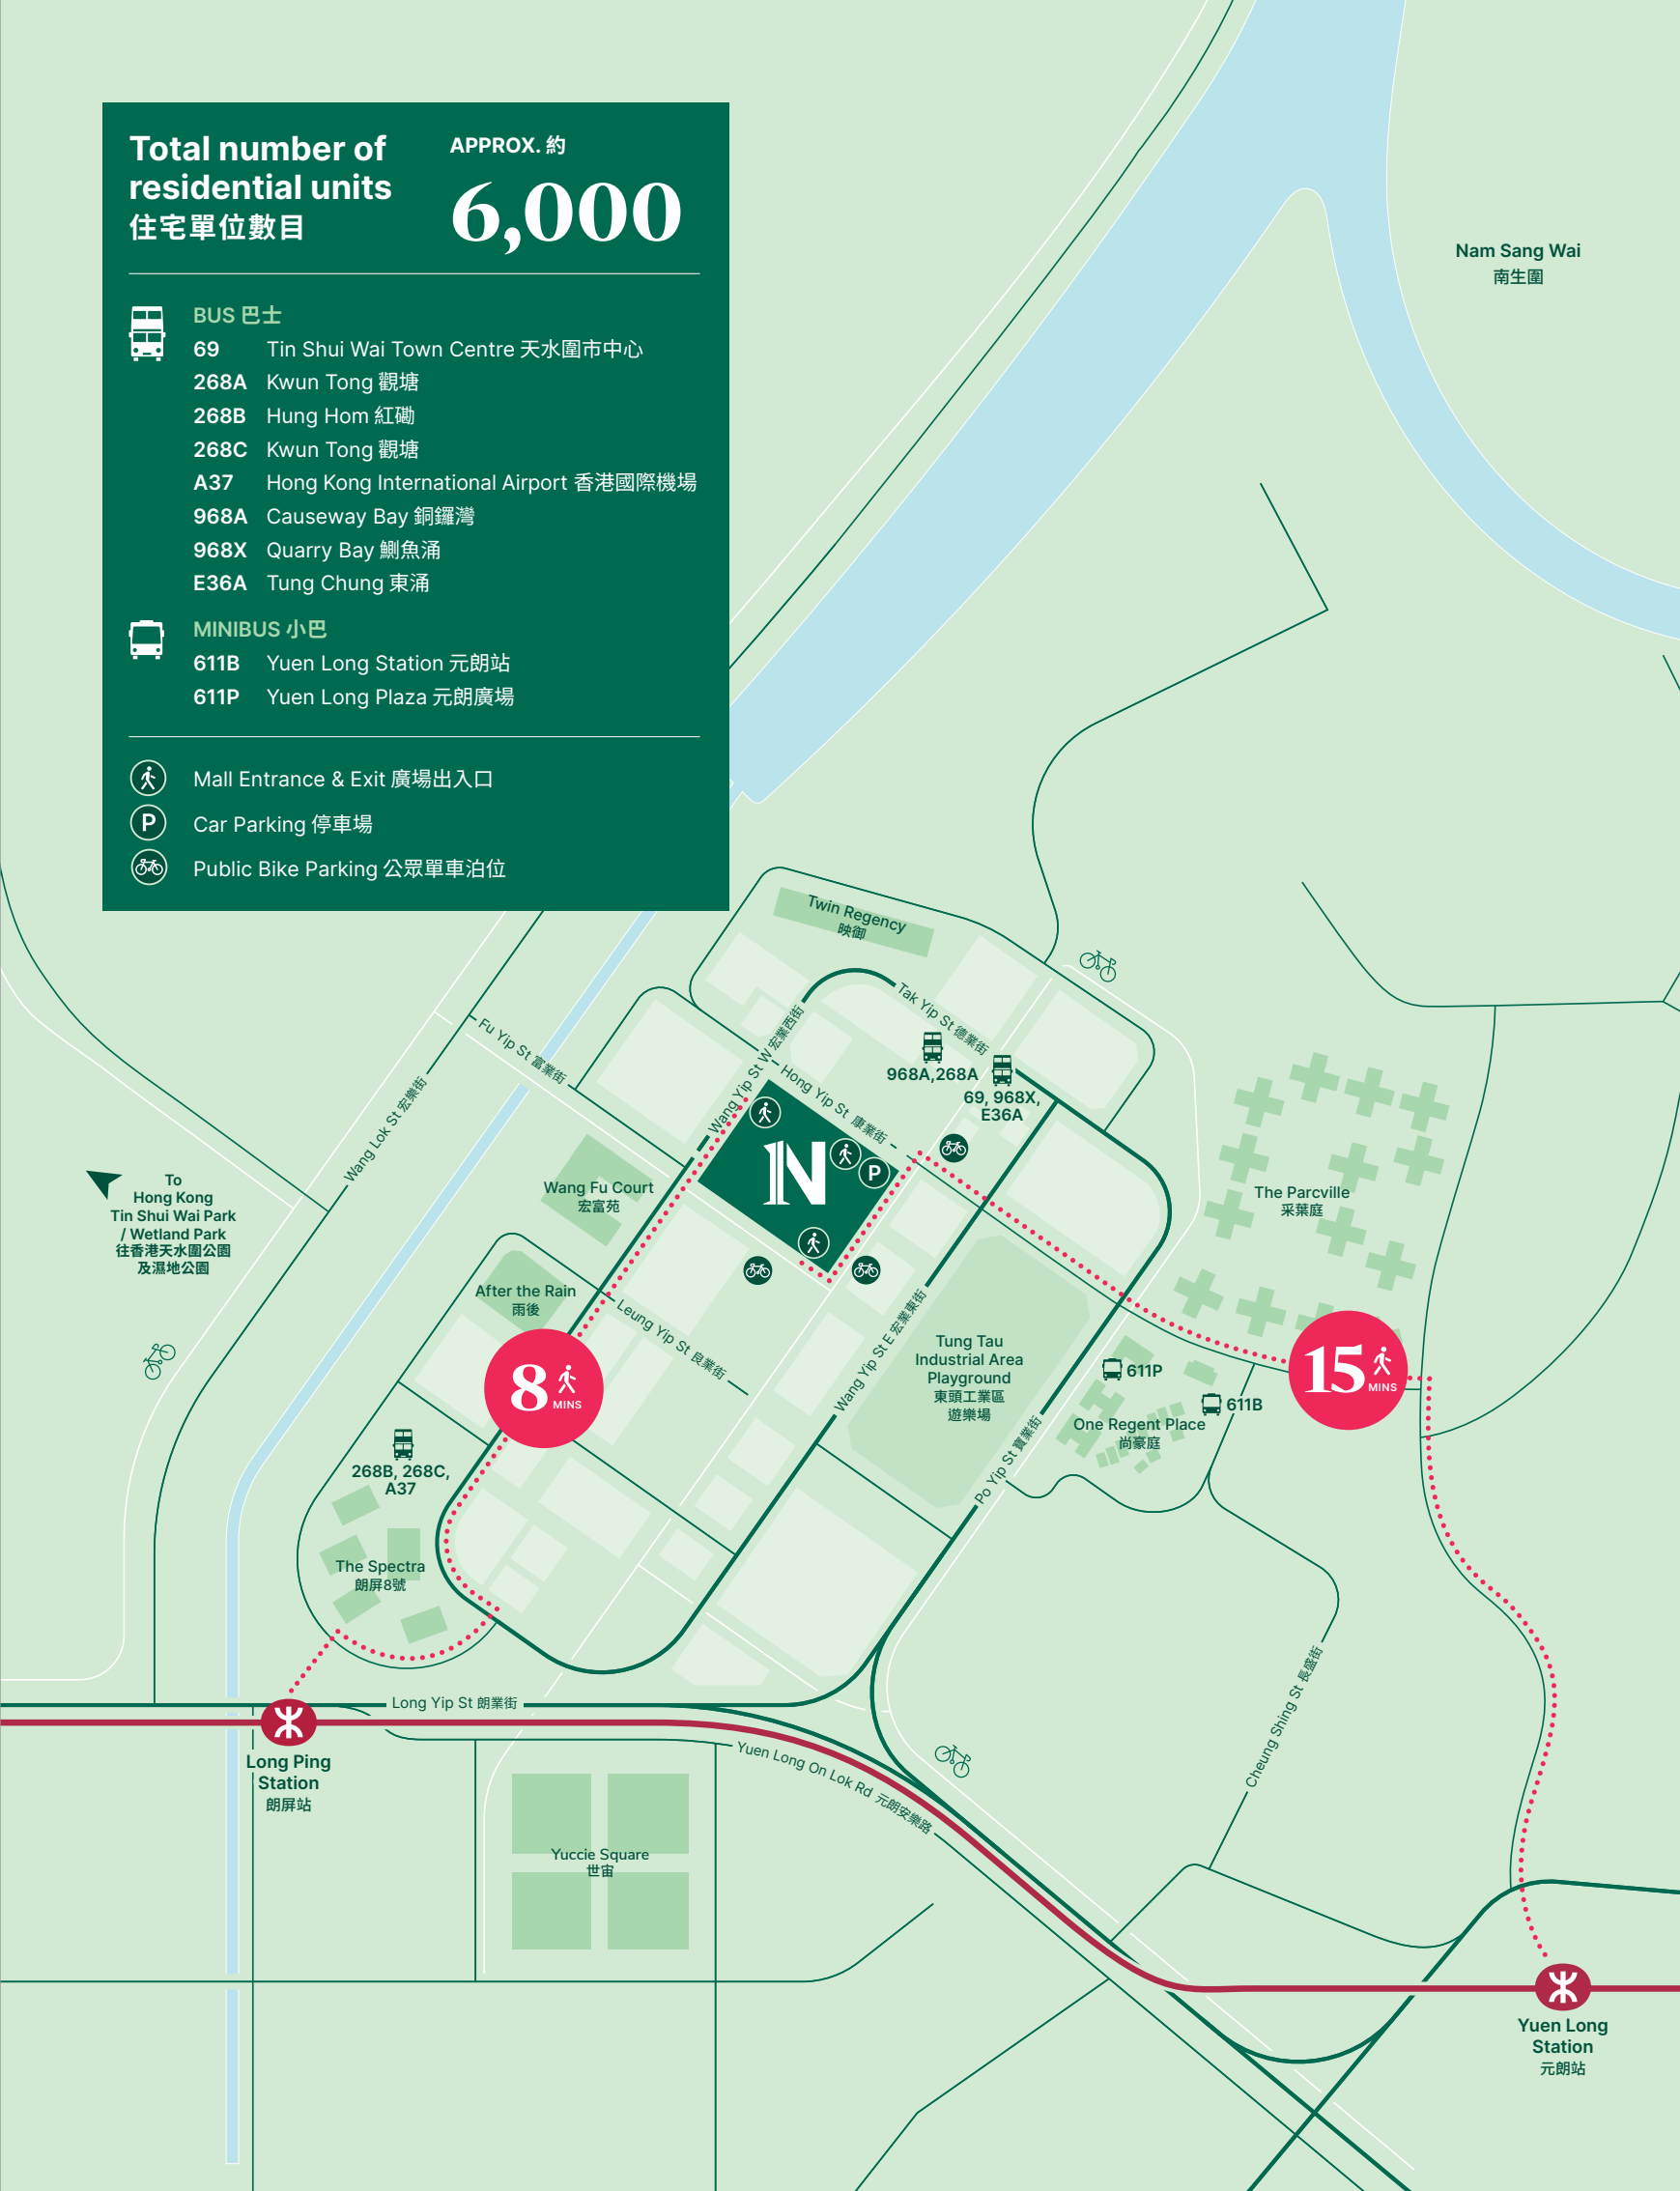 Total number of
residential units
住宅單位數目
APPROX. 約
6,000
BUS 巴士
69 Tin Shui Wai Town Centre 天水圍市中心
268A Kwun Tong 觀塘
268B Hung Hom 紅磡
268C Kwun Tong 觀塘
A37 Hong Kong International Airport 香港國際機場
968A Causeway Bay 銅鑼灣
968X Quarry Bay 鰂魚涌
E36A Tung Chung 東涌
MINIBUS 小巴
611B Yuen Long Station 元朗站
611P Yuen Long Plaza 元朗廣場
Mall Entrance & Exit 廣場出入口
P Car Parking 停車場
Public Bike Parking 公眾單車泊位
Nam Sang Wai
南生圍
Twin Regency
映御
Tak Yip St 德業街
Fu Yip St 富業街
Wang Yip St W 宏業西街
Hong Yip St 康業街
968A,268A
69, 968X,
E36A
Wang Lok St 宏樂街
N
P
To
Hong Kong
Tin Shui Wai Park
/ Wetland Park
往香港天水圍公園
及濕地公園
Wang Fu Court
宏富苑
The Parcville
采葉庭
After the Rain
雨後
Leung Yip St 良業街
Wang Yip St E 宏業東街
Tung Tau
Industrial Area
Playground
東頭工業區
遊樂場
8
MINS
15
MINS
611P
611B
One Regent Place
尚豪庭
Po Yip St 寶業街
268B, 268C,
A37
The Spectra
朗屏8號
Long Yip St 朗業街
Long Ping
Station
朗屏站
Yuen Long On Lok Rd 元朗安樂路
Cheung Shing St 長盛街
Yuccie Square
世宙
Yuen Long
Station
元朗站